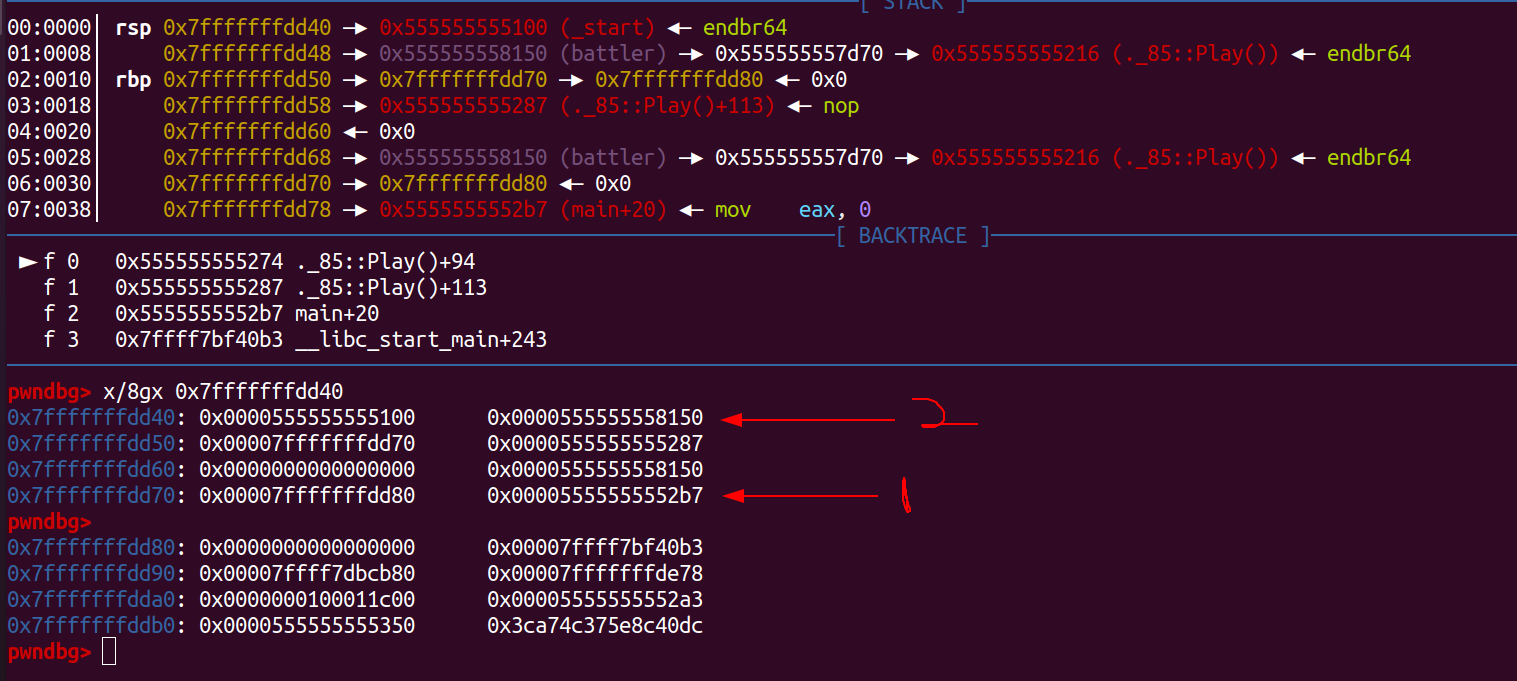 [ STACK ]
00:0000│ rsp 0x7fffffffdd40 —▸ 0x555555555100 (_start) ◂— endbr64
01:0008│     0x7fffffffdd48 —▸ 0x555555558150 (battler) —▸ 0x555555557d70 —▸ 0x555555555216 (._85::Play()) ◂— endbr64
02:0010│ rbp 0x7fffffffdd50 —▸ 0x7fffffffdd70 —▸ 0x7fffffffdd80 ◂— 0x0
03:0018│     0x7fffffffdd58 —▸ 0x555555555287 (._85::Play()+113) ◂— nop
04:0020│     0x7fffffffdd60 ◂— 0x0
05:0028│     0x7fffffffdd68 —▸ 0x555555558150 (battler) —▸ 0x555555557d70 —▸ 0x555555555216 (._85::Play()) ◂— endbr64
06:0030│     0x7fffffffdd70 —▸ 0x7fffffffdd80 ◂— 0x0
07:0038│     0x7fffffffdd78 —▸ 0x5555555552b7 (main+20) ◂— mov    eax, 0
[ BACKTRACE ]
► f 0   0x555555555274 ._85::Play()+94
f 1   0x555555555287 ._85::Play()+113
f 2   0x5555555552b7 main+20
f 3   0x7ffff7bf40b3 __libc_start_main+243
pwndbg> x/8gx 0x7fffffffdd40
0x7fffffffdd40: 0x0000555555555100      0x0000555555558150 2
0x7fffffffdd50: 0x00007fffffffdd70      0x0000555555555287
0x7fffffffdd60: 0x0000000000000000      0x0000555555558150
0x7fffffffdd70: 0x00007fffffffdd80      0x00005555555552b7 1
pwndbg>
0x7fffffffdd80: 0x0000000000000000      0x00007ffff7bf40b3
0x7fffffffdd90: 0x00007ffff7dbcb80      0x00007fffffffde78
0x7fffffffdda0: 0x0000000100011c00      0x00005555555552a3
0x7fffffffddb0: 0x0000555555555350      0x3ca74c375e8c40dc
pwndbg>